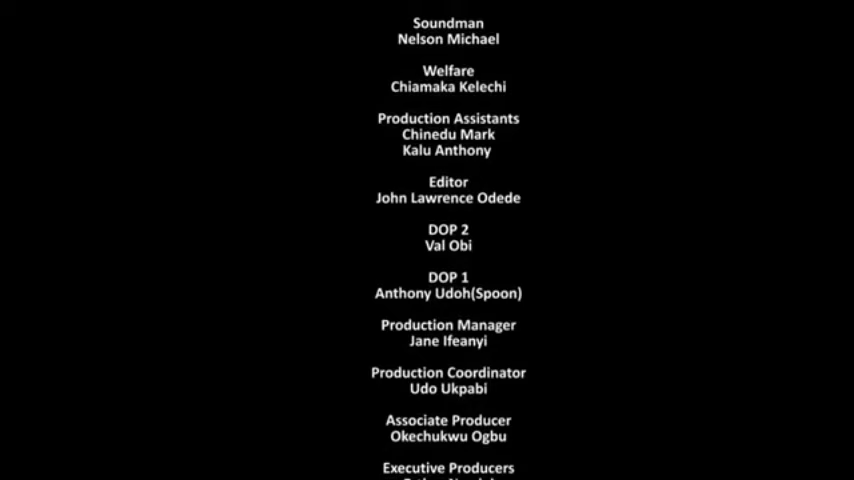 Soundman
Nelson Michael
Welfare
Chiamaka Kelechi
Production Assistants
Chinedu Mark
Kalu Anthony
Editor
John Lawrence Odede
DOP 2
Val Obi
DOP 1
Anthony Udoh(Spoon)
Production Manager
Jane Ifeanyi
Production Coordinator
Udo Ukpabi
Associate Producer
Okechukwu Ogbu
Executive Producers